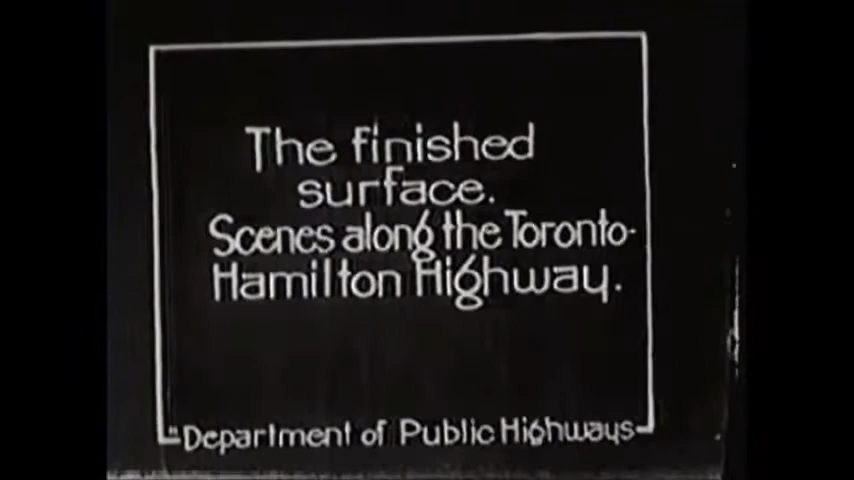 The finished
surface.
Scenes along the Toronto-
Hamilton Highway.
"Department of Public Highways